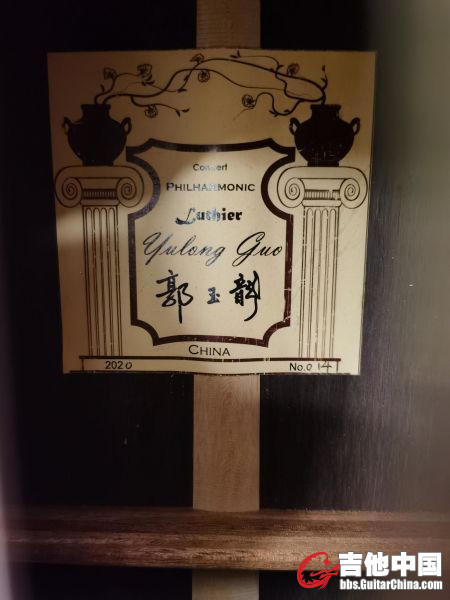 Concert
PHILHARMONIC
Luthier
Yulong Guo
郭玉龍
CHINA
2020 No.014
吉他中国
bbs.GuitarChina.com